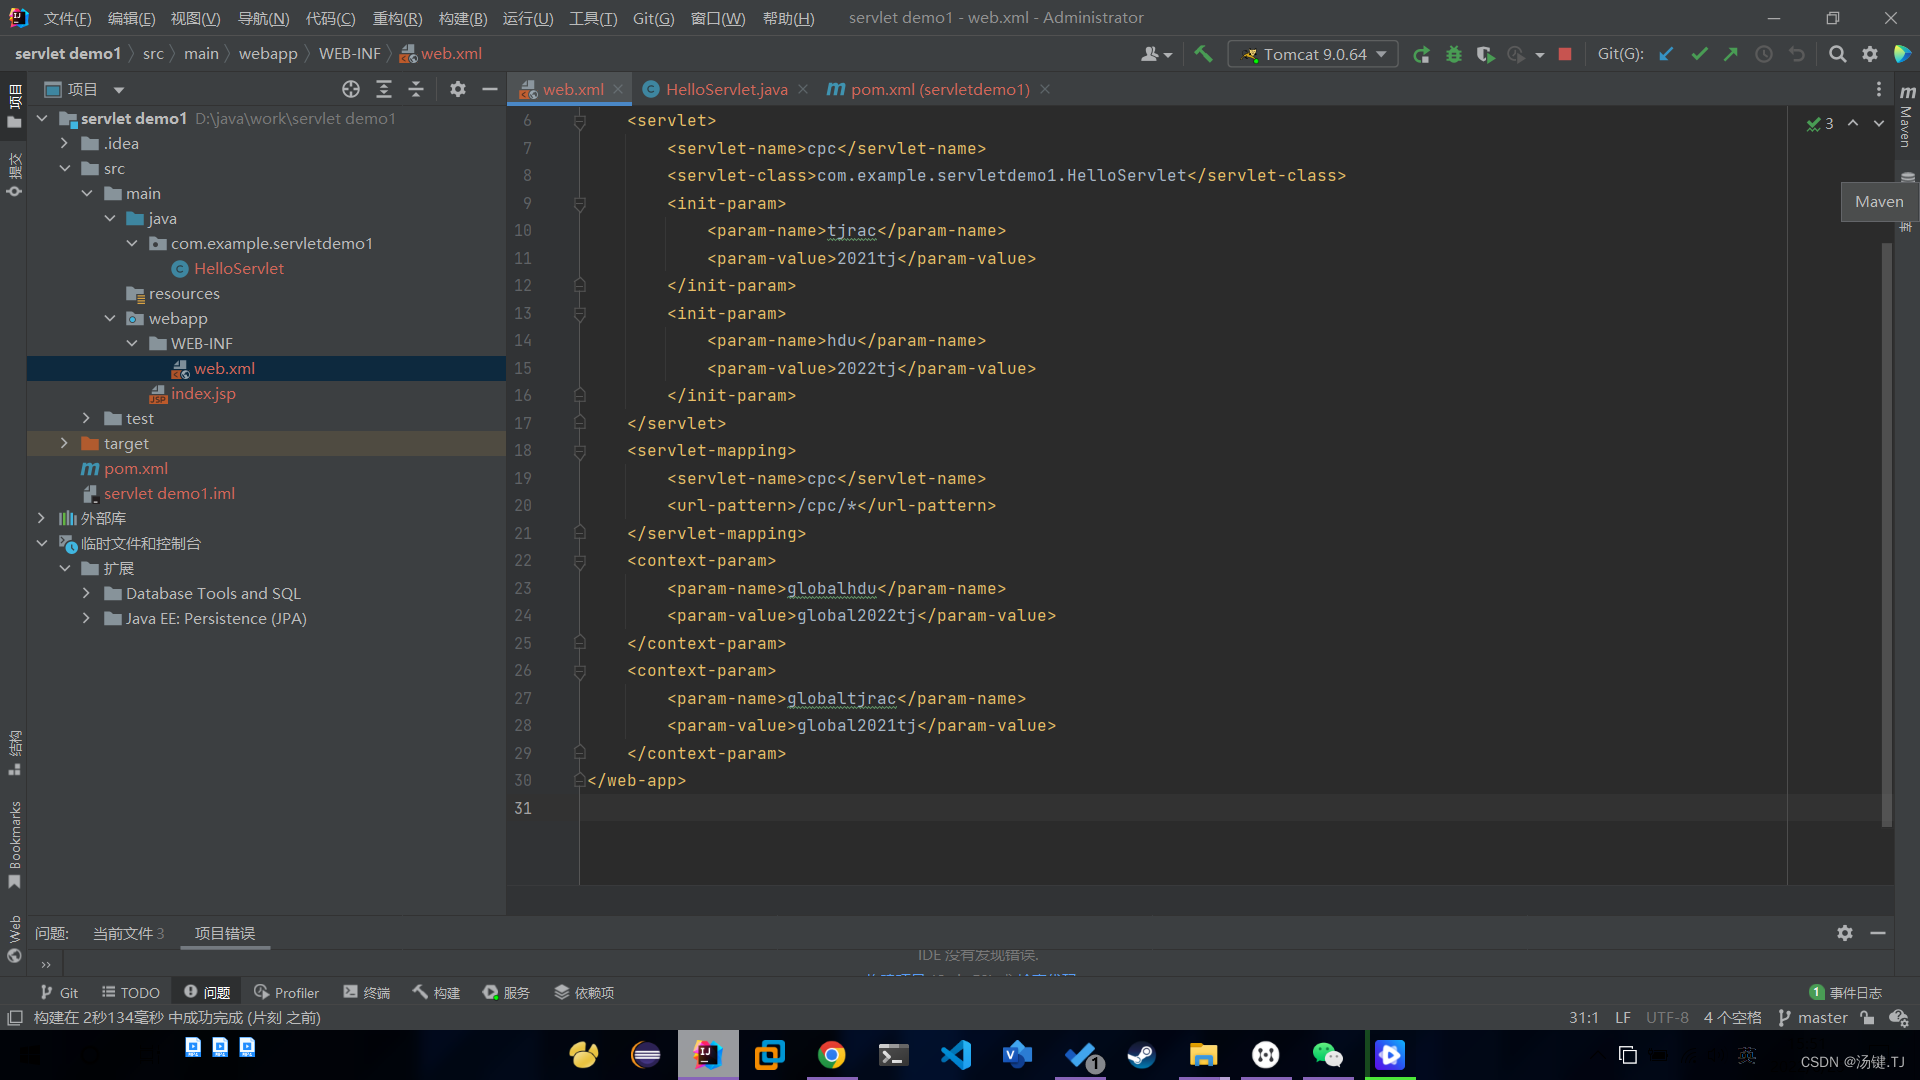 文件(F) 编辑(E) 视图(V) 导航(N) 代码(C) 重构(R) 构建(B) 运行(U) 工具(T) Git(G) 窗口(W) 帮助(H) servlet demo1 - web.xml - Administrator
servlet demo1 src main webapp WEB-INF web.xml Tomcat 9.0.64 Git(G):
项目 web.xml HelloServlet.java pom.xml (servletdemo1)
servlet demo1 D:\java\work\servlet demo1
.idea
src
main
java
com.example.servletdemo1
HelloServlet
resources
webapp
WEB-INF
web.xml
index.jsp
test
target
pom.xml
servlet demo1.iml
外部库
临时文件和控制台
扩展
Database Tools and SQL
Java EE: Persistence (JPA)
项目
提交
结构
Bookmarks
Web
6 <servlet>
7 <servlet-name>cpc</servlet-name>
8 <servlet-class>com.example.servletdemo1.HelloServlet</servlet-class>
9 <init-param>
10 <param-name>tjrac</param-name>
11 <param-value>2021tj</param-value>
12 </init-param>
13 <init-param>
14 <param-name>hdu</param-name>
15 <param-value>2022tj</param-value>
16 </init-param>
17 </servlet>
18 <servlet-mapping>
19 <servlet-name>cpc</servlet-name>
20 <url-pattern>/cpc/*</url-pattern>
21 </servlet-mapping>
22 <context-param>
23 <param-name>globalhdu</param-name>
24 <param-value>global2022tj</param-value>
25 </context-param>
26 <context-param>
27 <param-name>globaltjrac</param-name>
28 <param-value>global2021tj</param-value>
29 </context-param>
30 </web-app>
31
3
Maven
Maven
库
问题: 当前文件 3 项目错误
IDE 没有发现错误.
Git TODO 问题 Profiler 终端 构建 服务 依赖项 1 事件日志
构建在 2秒134毫秒 中成功完成 (片刻 之前) 31:1 LF UTF-8 4 个空格 master
1 英
CSDN @汤键.TJ